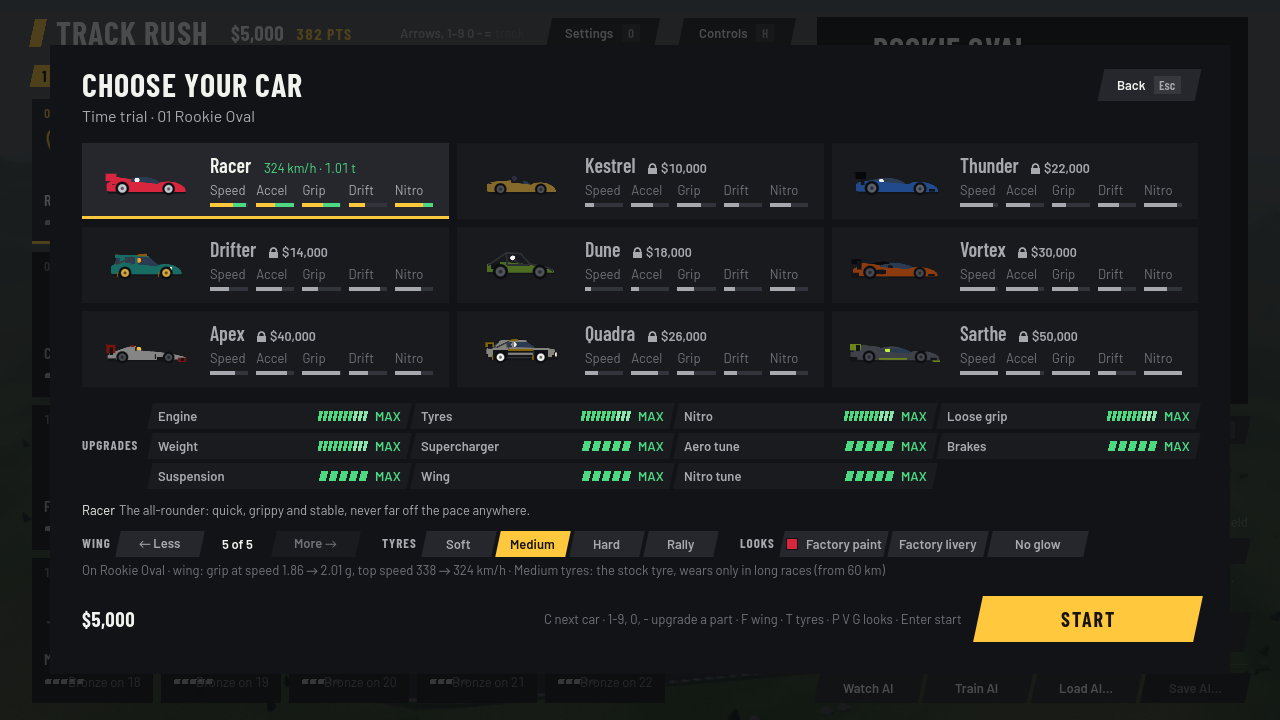 TRACK RUSH $5,000 382 PTS Arrows, 1-9 0 - = Settings O Controls H
CHOOSE YOUR CAR
Back Esc
Time trial · 01 Rookie Oval
Racer 324 km/h · 1.01 t
Speed Accel Grip Drift Nitro
Kestrel $10,000
Speed Accel Grip Drift Nitro
Thunder $22,000
Speed Accel Grip Drift Nitro
Drifter $14,000
Speed Accel Grip Drift Nitro
Dune $18,000
Speed Accel Grip Drift Nitro
Vortex $30,000
Speed Accel Grip Drift Nitro
Apex $40,000
Speed Accel Grip Drift Nitro
Quadra $26,000
Speed Accel Grip Drift Nitro
Sarthe $50,000
Speed Accel Grip Drift Nitro
UPGRADES
Engine MAX Tyres MAX Nitro MAX Loose grip MAX
Weight MAX Supercharger MAX Aero tune MAX Brakes MAX
Suspension MAX Wing MAX Nitro tune MAX
Racer The all-rounder: quick, grippy and stable, never far off the pace anywhere.
WING ← Less 5 of 5 More → TYRES Soft Medium Hard Rally LOOKS Factory paint Factory livery No glow
On Rookie Oval · wing: grip at speed 1.86 → 2.01 g, top speed 338 → 324 km/h · Medium tyres: the stock tyre, wears only in long races (from 60 km)
$5,000
C next car · 1-9, 0, - upgrade a part · F wing · T tyres · P V G looks · Enter start
START
Bronze on 18 Bronze on 19 Bronze on 20 Bronze on 21 Bronze on 22
Watch AI Train AI Load AI... Save AI...